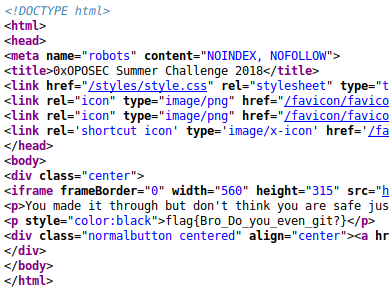 <!DOCTYPE html>
<html>
<head>
<meta name="robots" content="NOINDEX, NOFOLLOW">
<title>0xOPOSEC Summer Challenge 2018</title>
<link href="/styles/style.css" rel="stylesheet" type="t
<link rel="icon" type="image/png" href="/favicon/favico
<link rel="icon" type="image/png" href="/favicon/favico
<link rel='shortcut icon' type='image/x-icon' href='/fa
</head>
<body>
<div class="center">
<iframe frameBorder="0" width="560" height="315" src="h
<p>You made it through but don't think you are safe jus
<p style="color:black">flag{Bro_Do_you_even_git?}</p>
<div class="normalbutton centered" align="center"><a hr
</div>
</body>
</html>